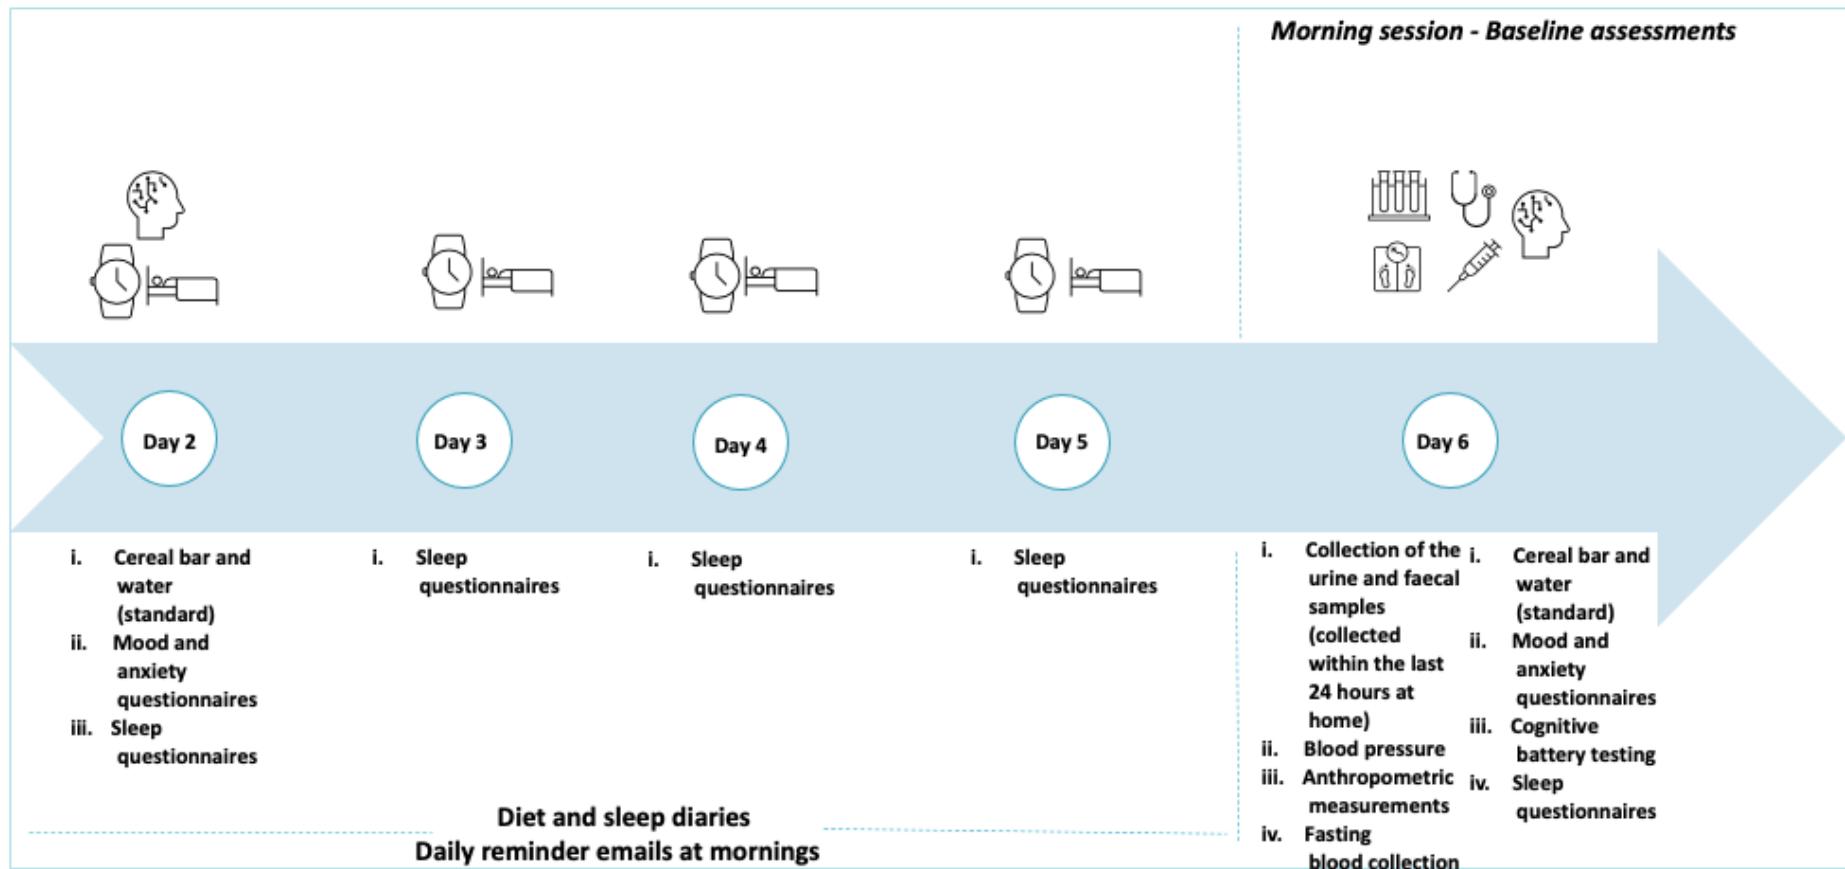 Morning session - Baseline assessments
Day 2
Day 3
Day 4
Day 5
Day 6
i. Cereal bar and
water
(standard)
ii. Mood and
anxiety
questionnaires
iii. Sleep
questionnaires
i. Sleep
questionnaires
i. Sleep
questionnaires
i. Sleep
questionnaires
i. Collection of the
urine and faecal
samples
(collected
within the last
24 hours at
home)
ii. Blood pressure
iii. Anthropometric
measurements
iv. Fasting
blood collection
i. Cereal bar and
water
(standard)
ii. Mood and
anxiety
questionnaires
iii. Cognitive
battery testing
iv. Sleep
questionnaires
Diet and sleep diaries
Daily reminder emails at mornings